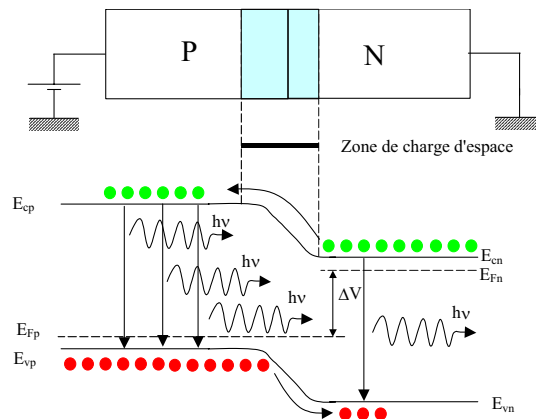 P
N
Zone de charge d'espace
E_cp
hν
E_cn
E_Fn
hν
ΔV
hν
hν
E_Fp
E_vp
E_vn